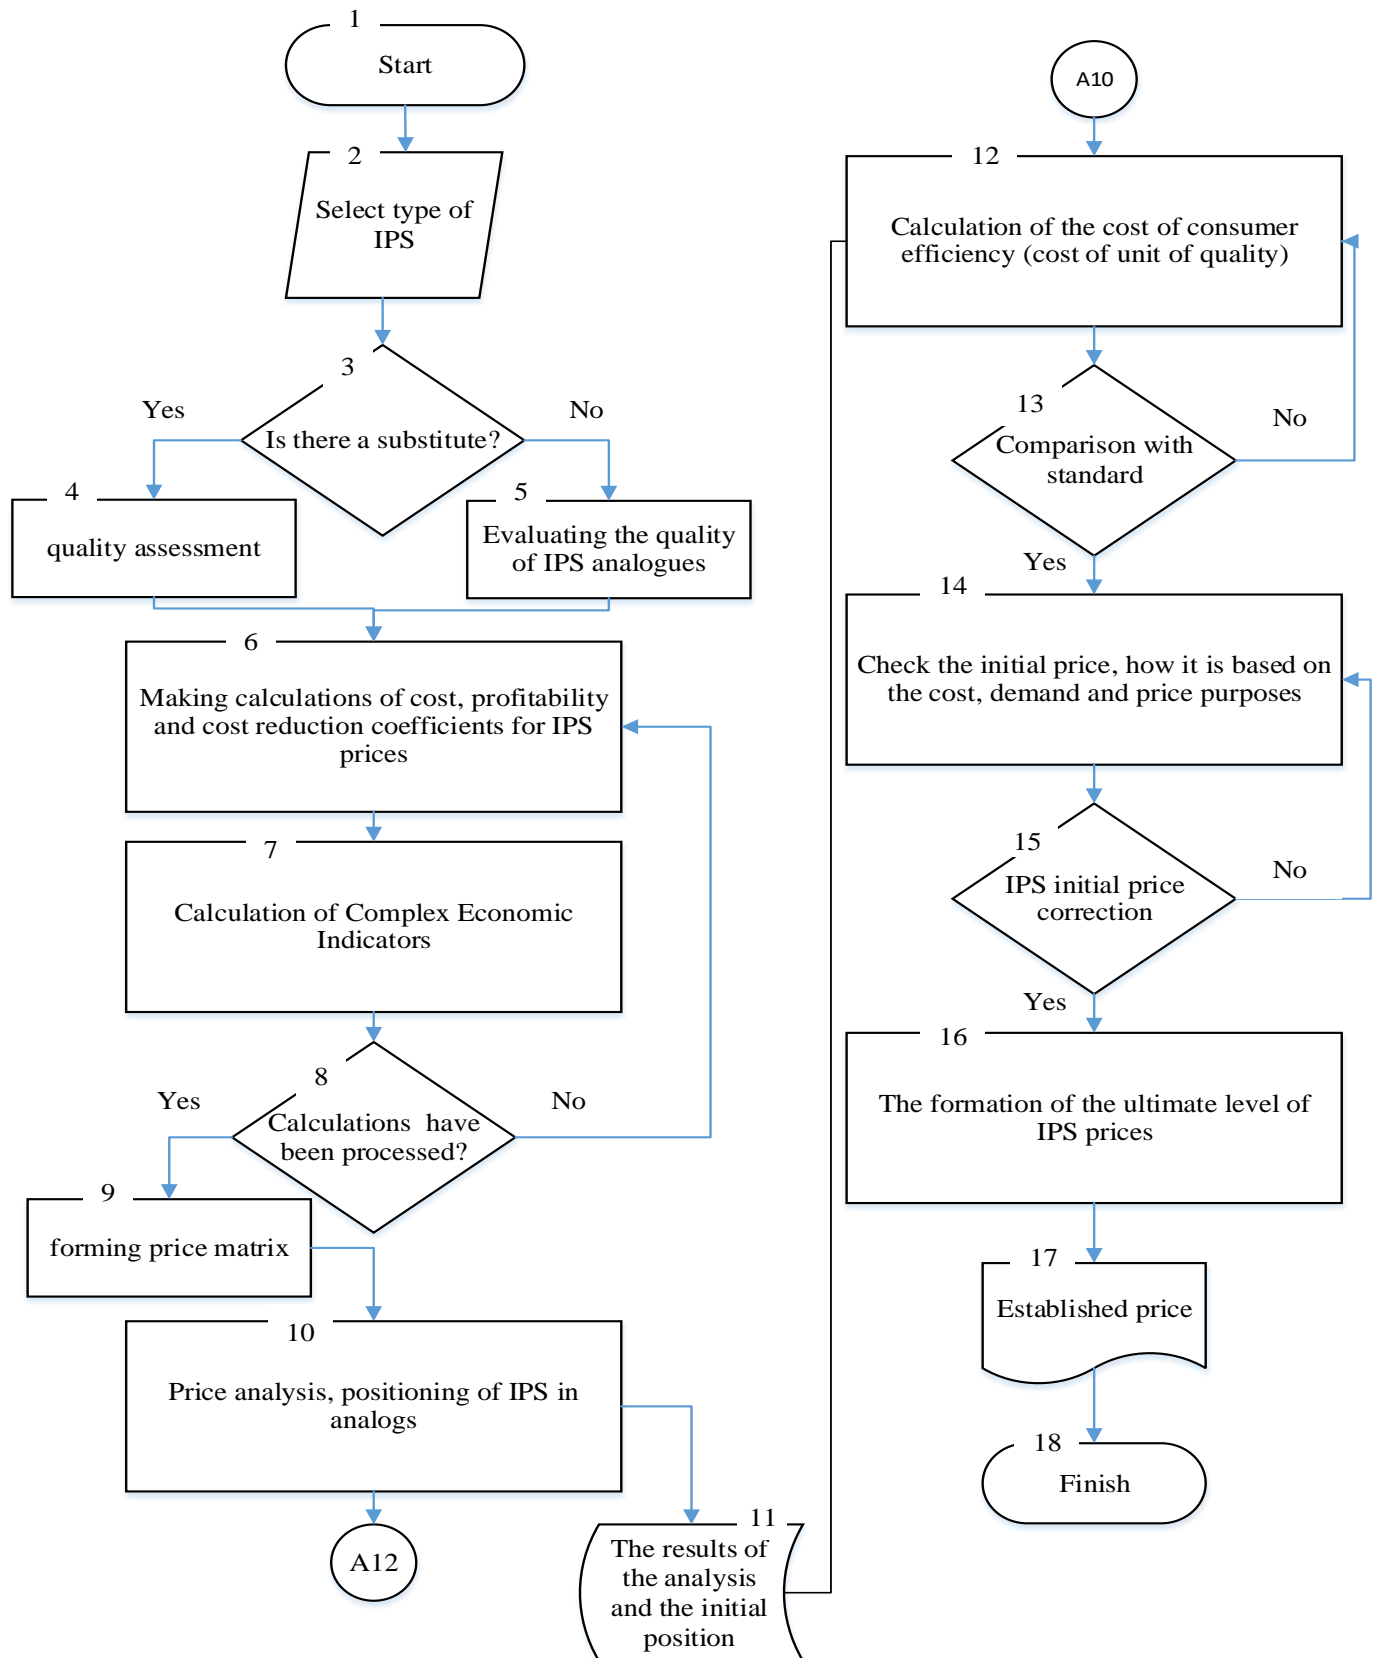 1
Start
2
Select type of
IPS
3
Is there a substitute?
Yes
No
4
quality assessment
5
Evaluating the quality
of IPS analogues
6
Making calculations of cost, profitability
and cost reduction coefficients for IPS
prices
7
Calculation of Complex Economic
Indicators
8
Calculations have
been processed?
Yes
No
9
forming price matrix
10
Price analysis, positioning of IPS in
analogs
A12
11
The results of
the analysis
and the initial
position
A10
12
Calculation of the cost of consumer
efficiency (cost of unit of quality)
13
Comparison with
standard
No
Yes
14
Check the initial price, how it is based on
the cost, demand and price purposes
15
IPS initial price
correction
No
Yes
16
The formation of the ultimate level of
IPS prices
17
Established price
18
Finish